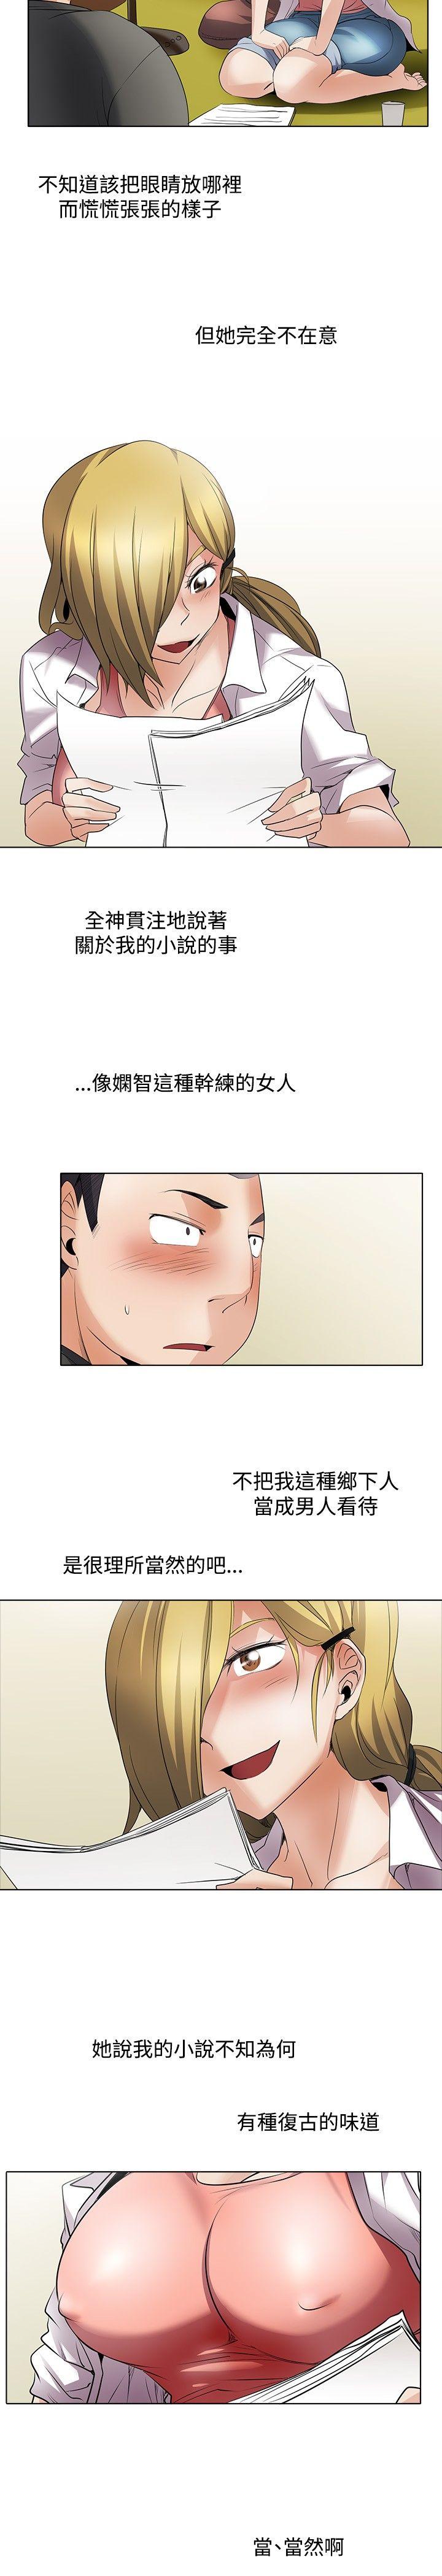 不知道該把眼睛放哪裡
而慌慌張張的樣子
但她完全不在意
全神貫注地說著
關於我的小說的事
...像嫻智這種幹練的女人
不把我這種鄉下人
當成男人看待
是很理所當然的吧...
她說我的小說不知為何
有種復古的味道
當、當然啊